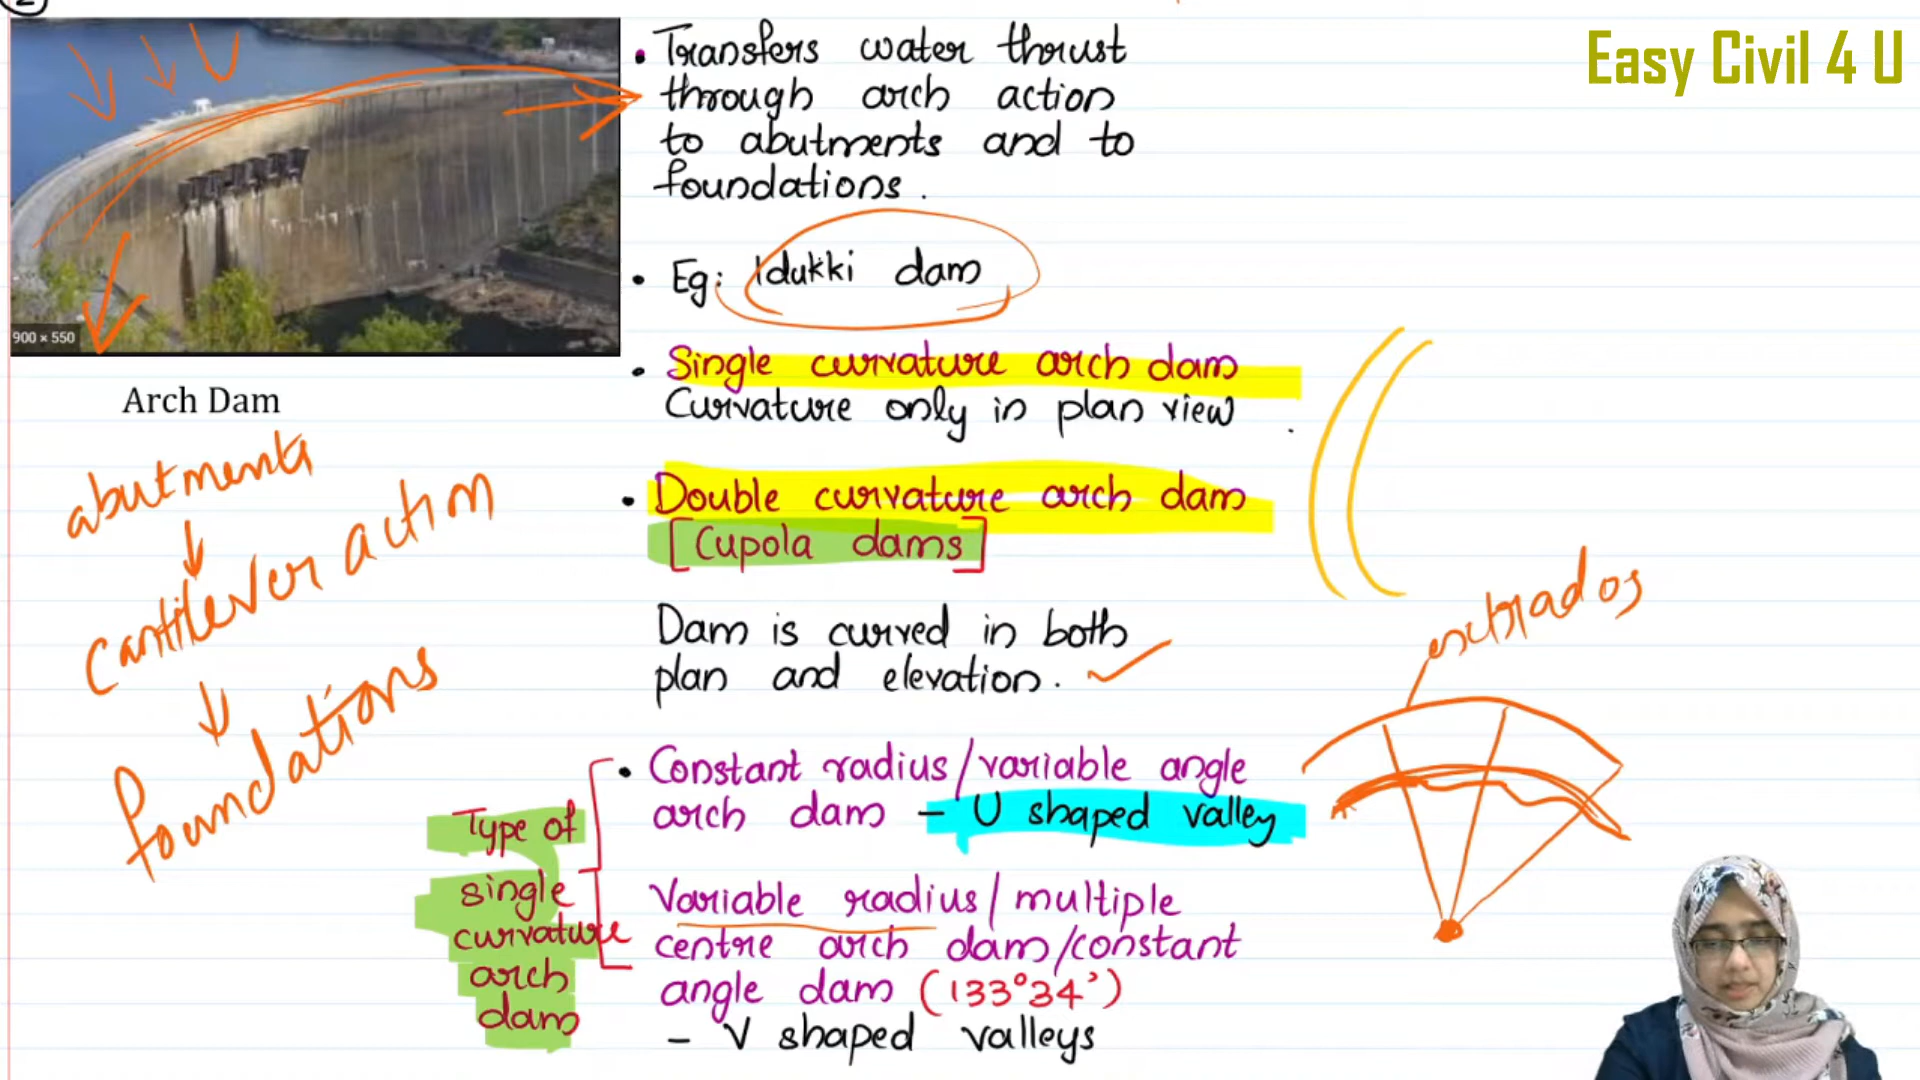 2
Easy Civil 4 U
• Transfers water thrust
through arch action
to abutments and to
foundations.
• Eg: Idukki dam
900 × 550
Arch Dam
• Single curvature arch dam
Curvature only in plan view
• Double curvature arch dam
[Cupola dams]
Dam is curved in both
plan and elevation.
abutments
↓
cantilever action
↓
foundations
extrados
Type of
single
curvature
arch
dam
• Constant radius/variable angle
arch dam – U shaped valley
Variable radius/multiple
centre arch dam/constant
angle dam (133°34')
– V shaped valleys